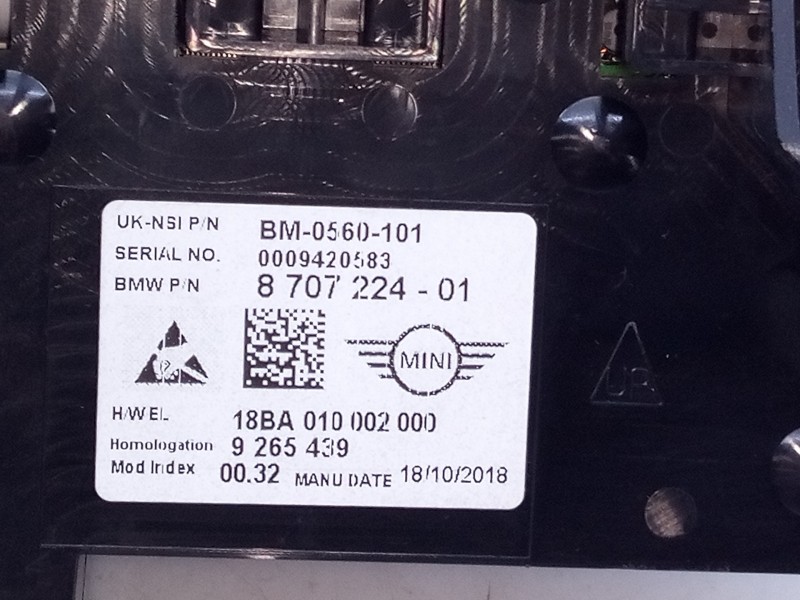 UK-NSI P/N BM-0560-101
SERIAL NO. 0009420583
BMW P/N 8 707 224 - 01
MINI
H/W EL 18BA 010 002 000
Homologation 9 265 439
Mod Index 00.32 MANU DATE 18/10/2018